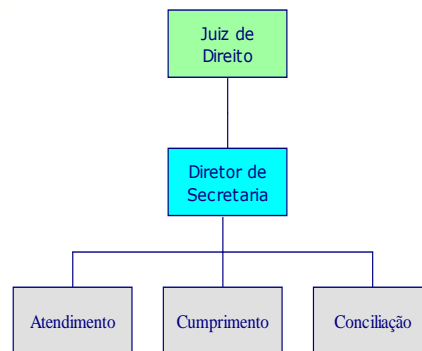 Juiz de
Direito
Diretor de
Secretaria
Atendimento
Cumprimento
Conciliação